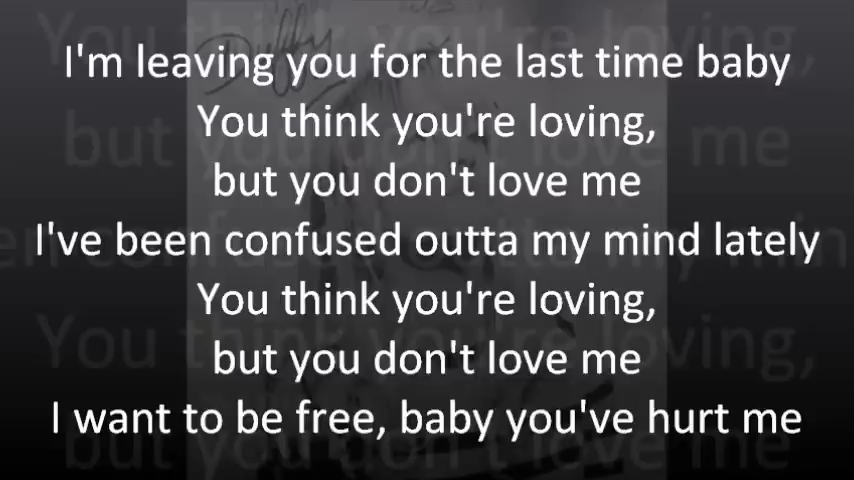 Duffy
I'm leaving you for the last time baby
You think you're loving,
but you don't love me
I've been confused outta my mind lately
You think you're loving,
but you don't love me
I want to be free, baby you've hurt me